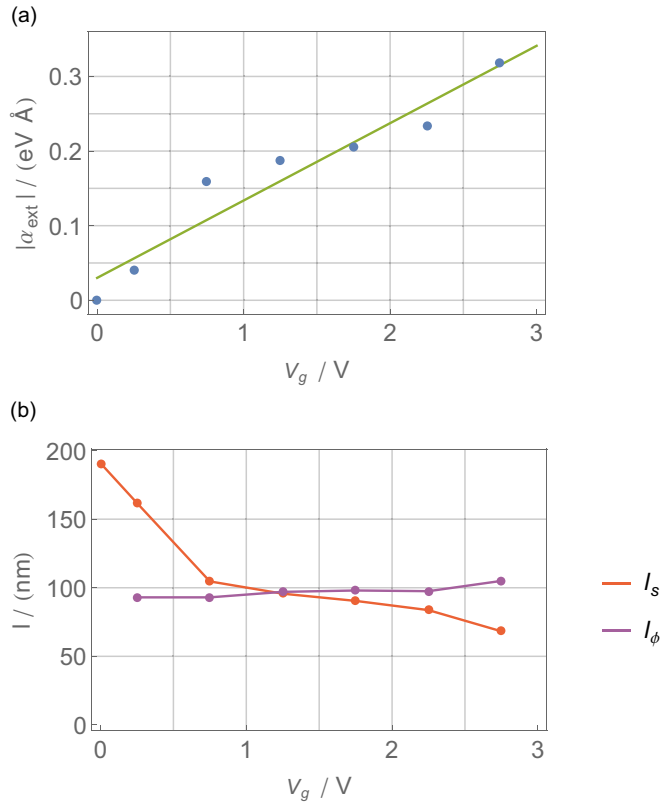 (a)
|α_ext| / (eV Å)
0.3
0.2
0.1
0
0 1 2 3
V_g / V
(b)
l / (nm)
200
150
100
50
0
0 1 2 3
V_g / V
l_s
l_ϕ